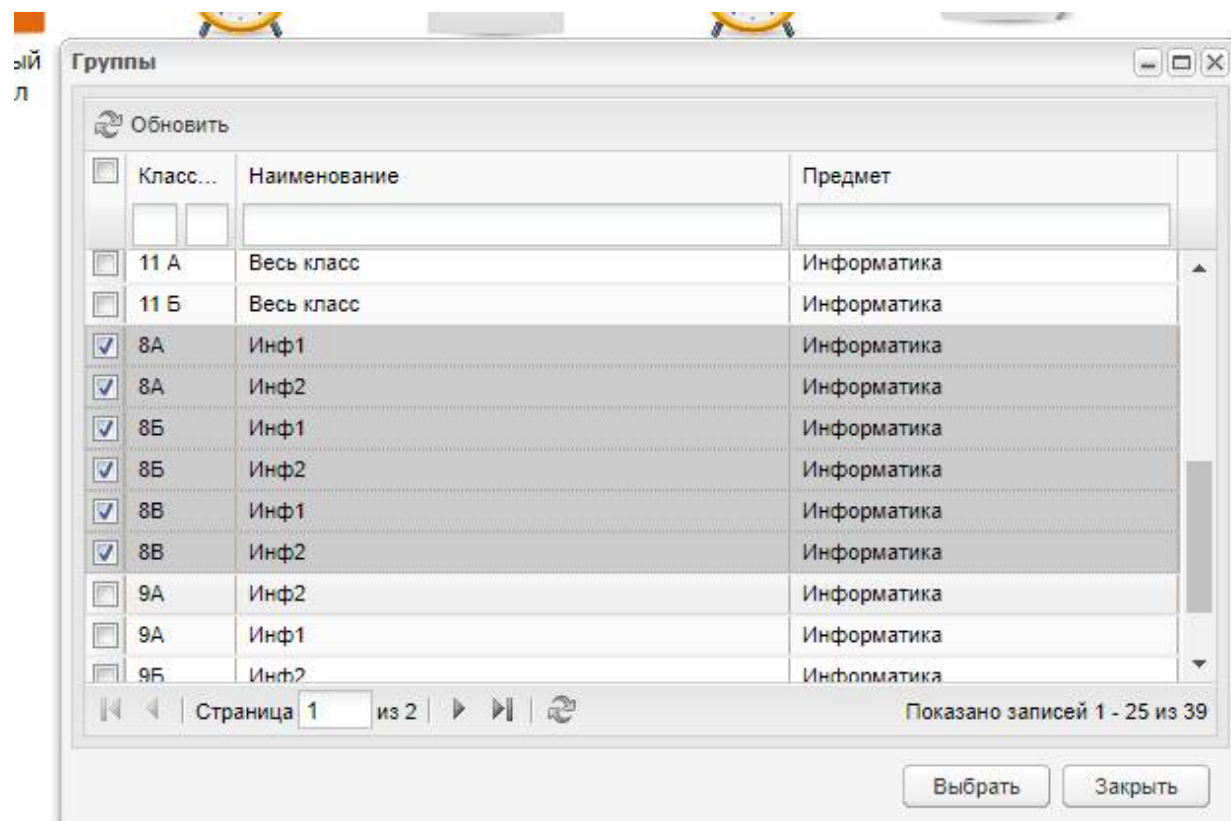 ый
л
Группы
Обновить
Класс... Наименование Предмет
11 А Весь класс Информатика
11 Б Весь класс Информатика
8А Инф1 Информатика
8А Инф2 Информатика
8Б Инф1 Информатика
8Б Инф2 Информатика
8В Инф1 Информатика
8В Инф2 Информатика
9А Инф2 Информатика
9А Инф1 Информатика
9Б Инф2 Информатика
Страница 1 из 2 Показано записей 1 - 25 из 39
Выбрать Закрыть